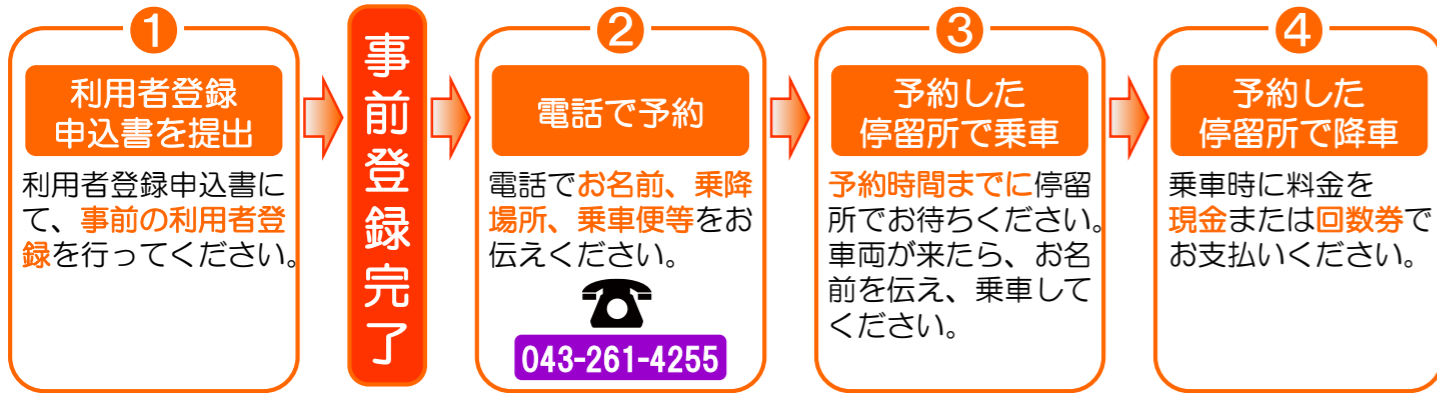 1
利用者登録
申込書を提出
利用者登録申込書に
て、事前の利用者登
録を行ってください。
事前登録完了
2
電話で予約
電話でお名前、乗降
場所、乗車便等をお
伝えください。
043-261-4255
3
予約した
停留所で乗車
予約時間までに停留
所でお待ちください。
車両が来たら、お名
前を伝え、乗車して
ください。
4
予約した
停留所で降車
乗車時に料金を
現金または回数券で
お支払いください。